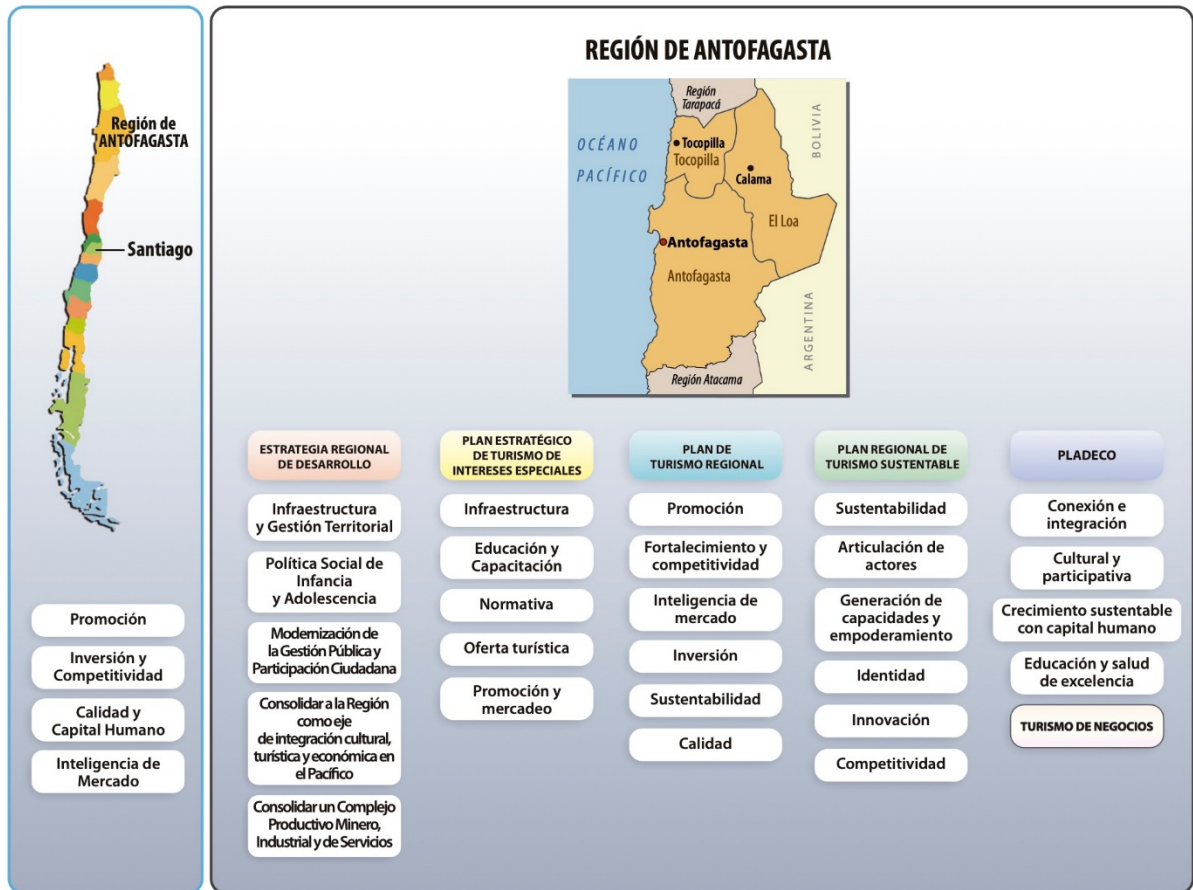 Región de
ANTOFAGASTA
Santiago
Promoción
Inversión y
Competitividad
Calidad y
Capital Humano
Inteligencia de
Mercado
REGIÓN DE ANTOFAGASTA
Región
Tarapacá
OCÉANO
PACÍFICO
BOLIVIA
Tocopilla
Tocopilla
Calama
El Loa
Antofagasta
Antofagasta
ARGENTINA
Región Atacama
ESTRATEGIA REGIONAL
DE DESARROLLO
Infraestructura
y Gestión Territorial
Política Social de
Infancia
y Adolescencia
Modernización de
la Gestión Pública y
Participación Ciudadana
Consolidar a la Región
como eje
de integración cultural,
turística y económica en
el Pacífico
Consolidar un Complejo
Productivo Minero,
Industrial y de Servicios
PLAN ESTRATÉGICO
DE TURISMO DE
INTERESES ESPECIALES
Infraestructura
Educación y
Capacitación
Normativa
Oferta turística
Promoción y
mercadeo
PLAN DE
TURISMO REGIONAL
Promoción
Fortalecimiento y
competitividad
Inteligencia de
mercado
Inversión
Sustentabilidad
Calidad
PLAN REGIONAL DE
TURISMO SUSTENTABLE
Sustentabilidad
Articulación de
actores
Generación de
capacidades y
empoderamiento
Identidad
Innovación
Competitividad
PLADECO
Conexión e
integración
Cultural y
participativa
Crecimiento sustentable
con capital humano
Educación y salud
de excelencia
TURISMO DE NEGOCIOS